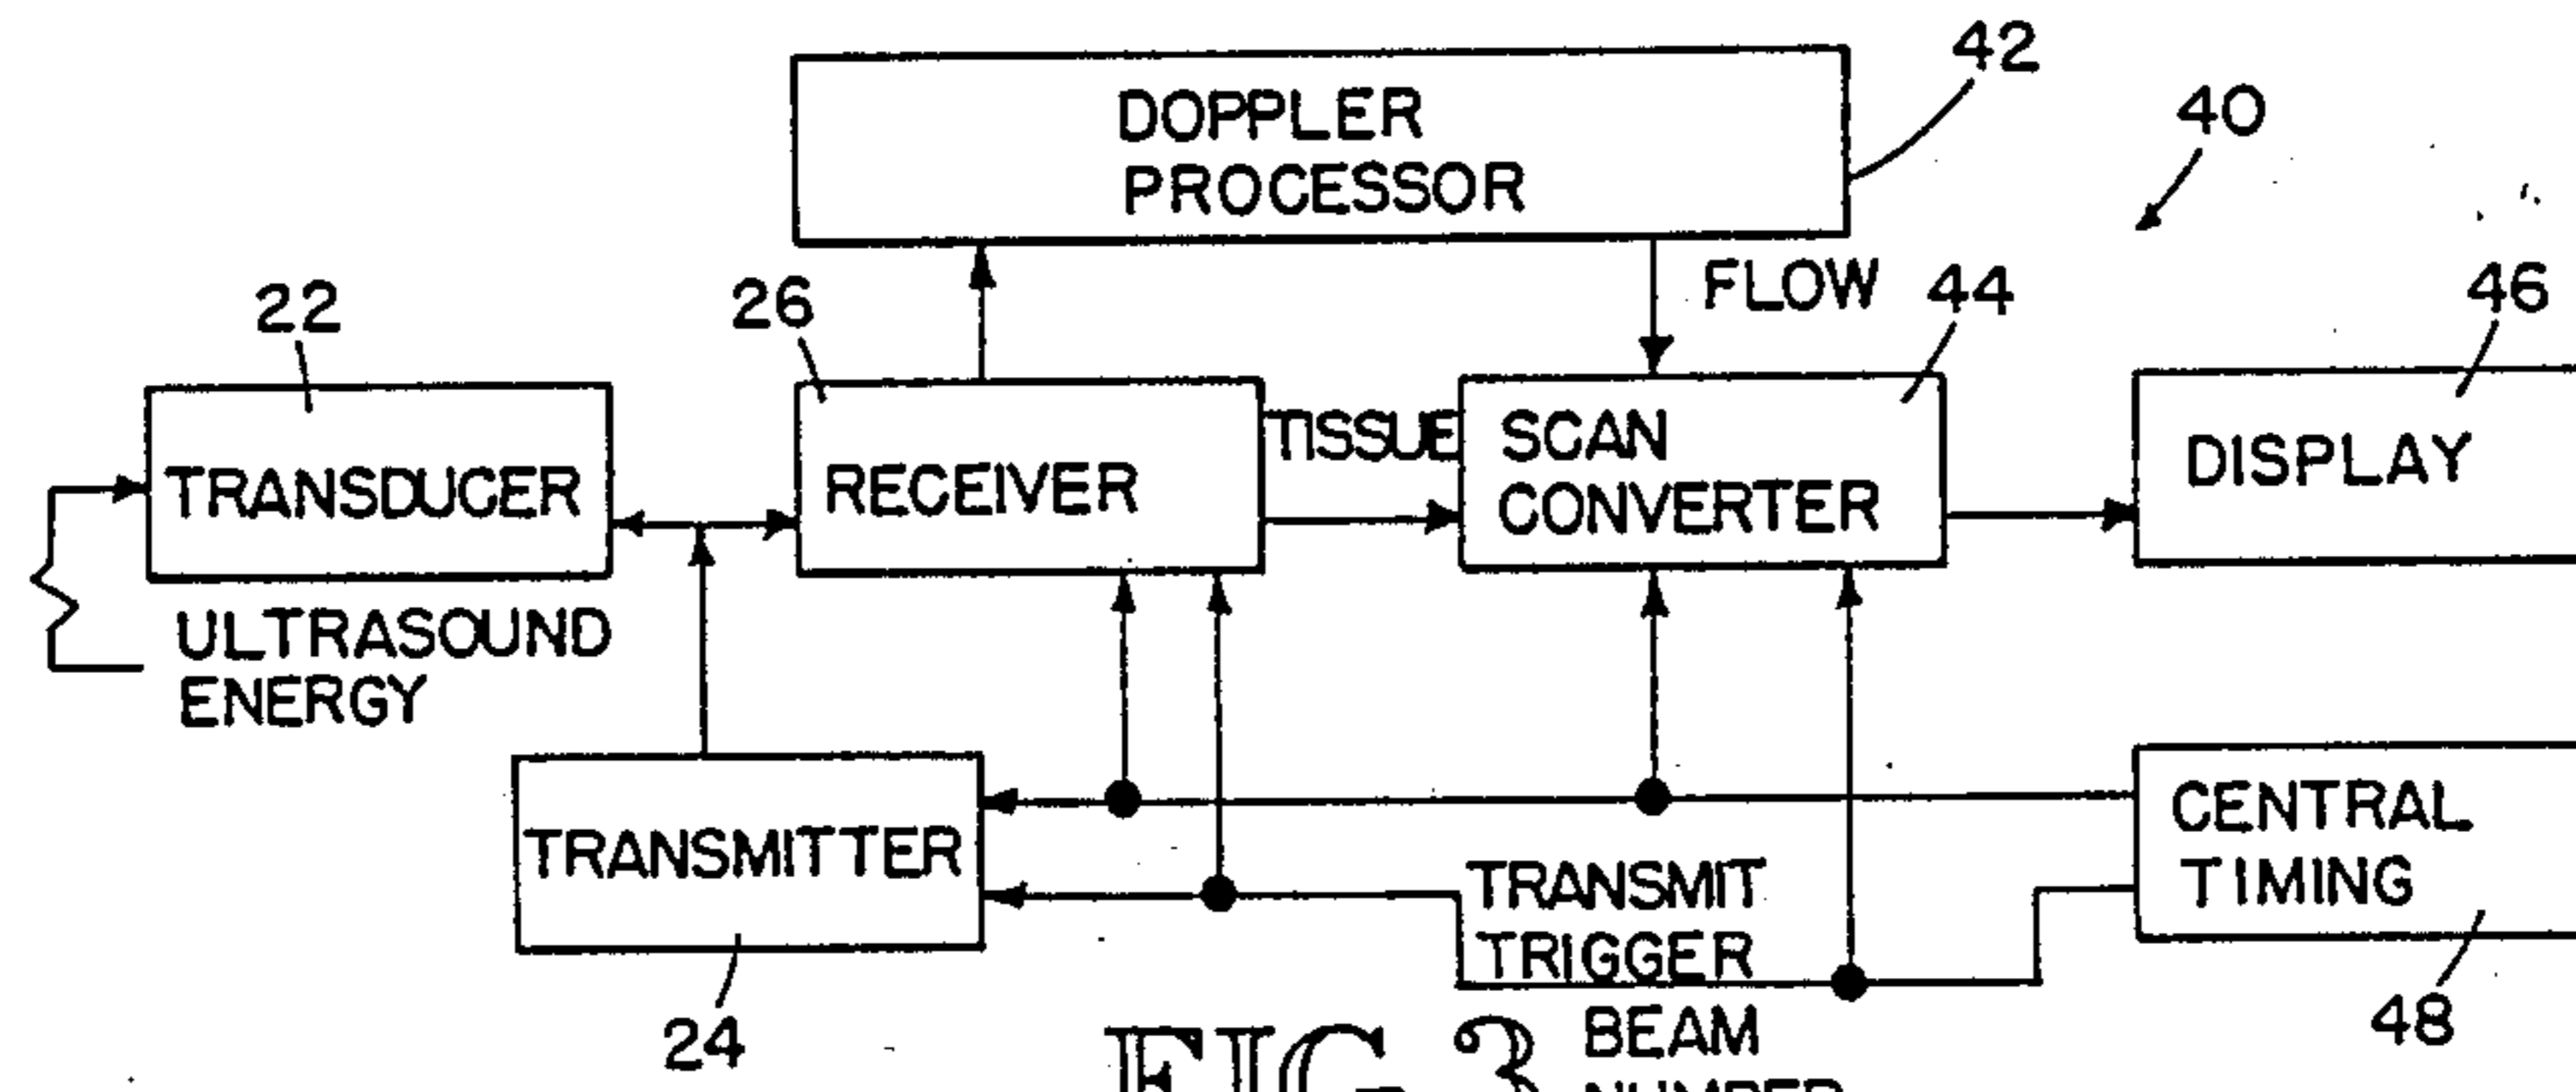 42
DOPPLER
PROCESSOR
40
22
26
FLOW
44
46
TRANSDUCER
RECEIVER
TISSUE
SCAN
CONVERTER
DISPLAY
ULTRASOUND
ENERGY
TRANSMITTER
CENTRAL
TIMING
TRANSMIT
TRIGGER
24
48
FIG.3
BEAM
NUMBER